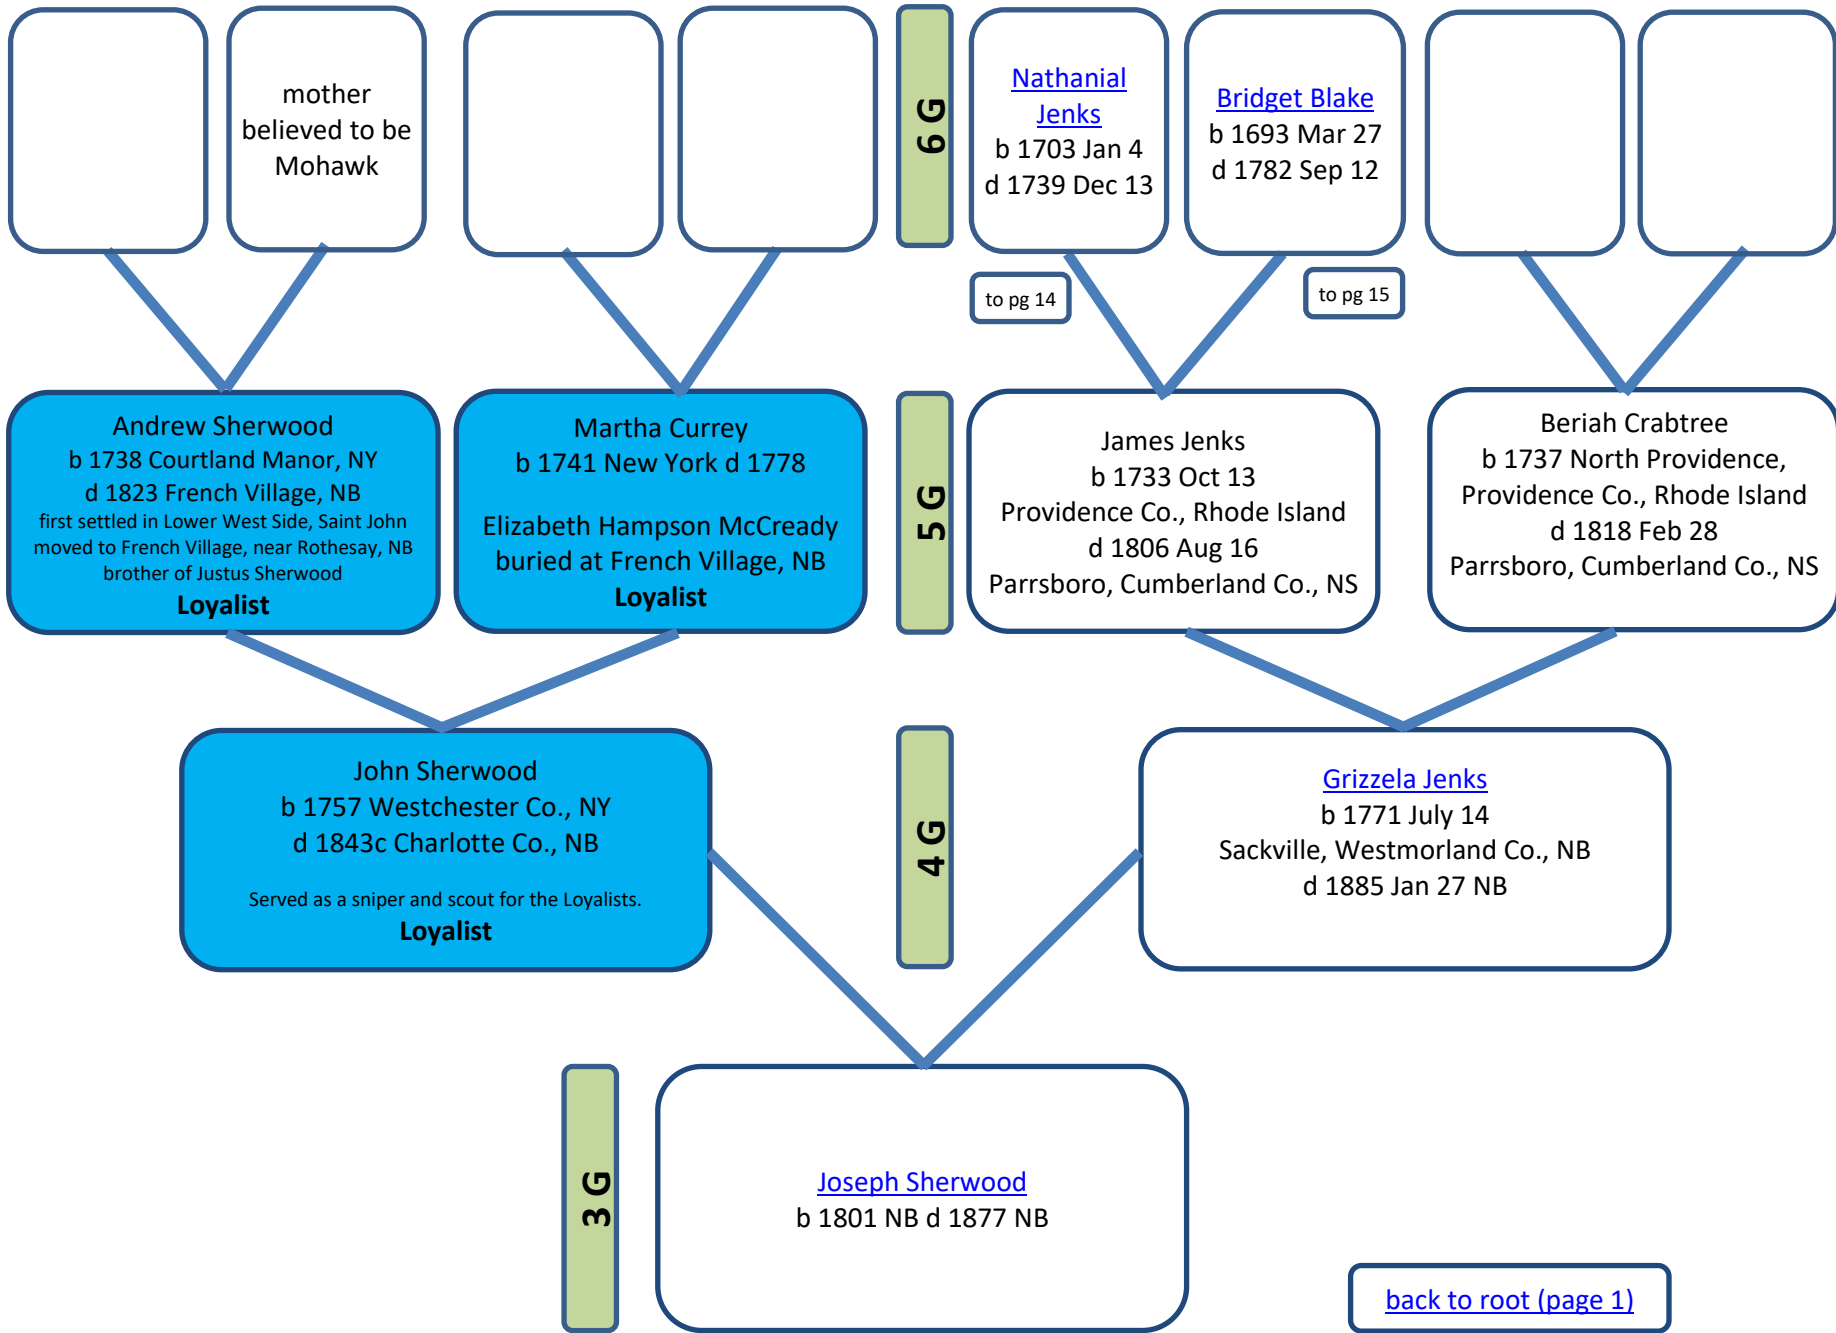 mother
believed to be
Mohawk
6 G
Nathanial
Jenks
b 1703 Jan 4
d 1739 Dec 13
Bridget Blake
b 1693 Mar 27
d 1782 Sep 12
to pg 14
to pg 15
Andrew Sherwood
b 1738 Courtland Manor, NY
d 1823 French Village, NB
first settled in Lower West Side, Saint John
moved to French Village, near Rothesay, NB
brother of Justus Sherwood
Loyalist
Martha Currey
b 1741 New York d 1778
Elizabeth Hampson McCready
buried at French Village, NB
Loyalist
5 G
James Jenks
b 1733 Oct 13
Providence Co., Rhode Island
d 1806 Aug 16
Parrsboro, Cumberland Co., NS
Beriah Crabtree
b 1737 North Providence,
Providence Co., Rhode Island
d 1818 Feb 28
Parrsboro, Cumberland Co., NS
John Sherwood
b 1757 Westchester Co., NY
d 1843c Charlotte Co., NB
Served as a sniper and scout for the Loyalists.
Loyalist
4 G
Grizzela Jenks
b 1771 July 14
Sackville, Westmorland Co., NB
d 1885 Jan 27 NB
3 G
Joseph Sherwood
b 1801 NB d 1877 NB
back to root (page 1)